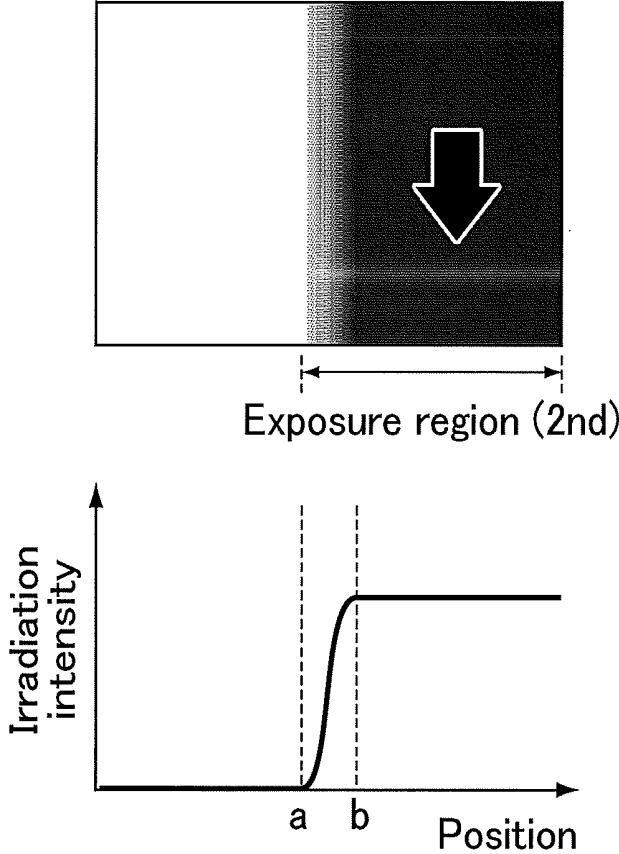 Exposure region (2nd)
Irradiation
intensity
a
b
Position